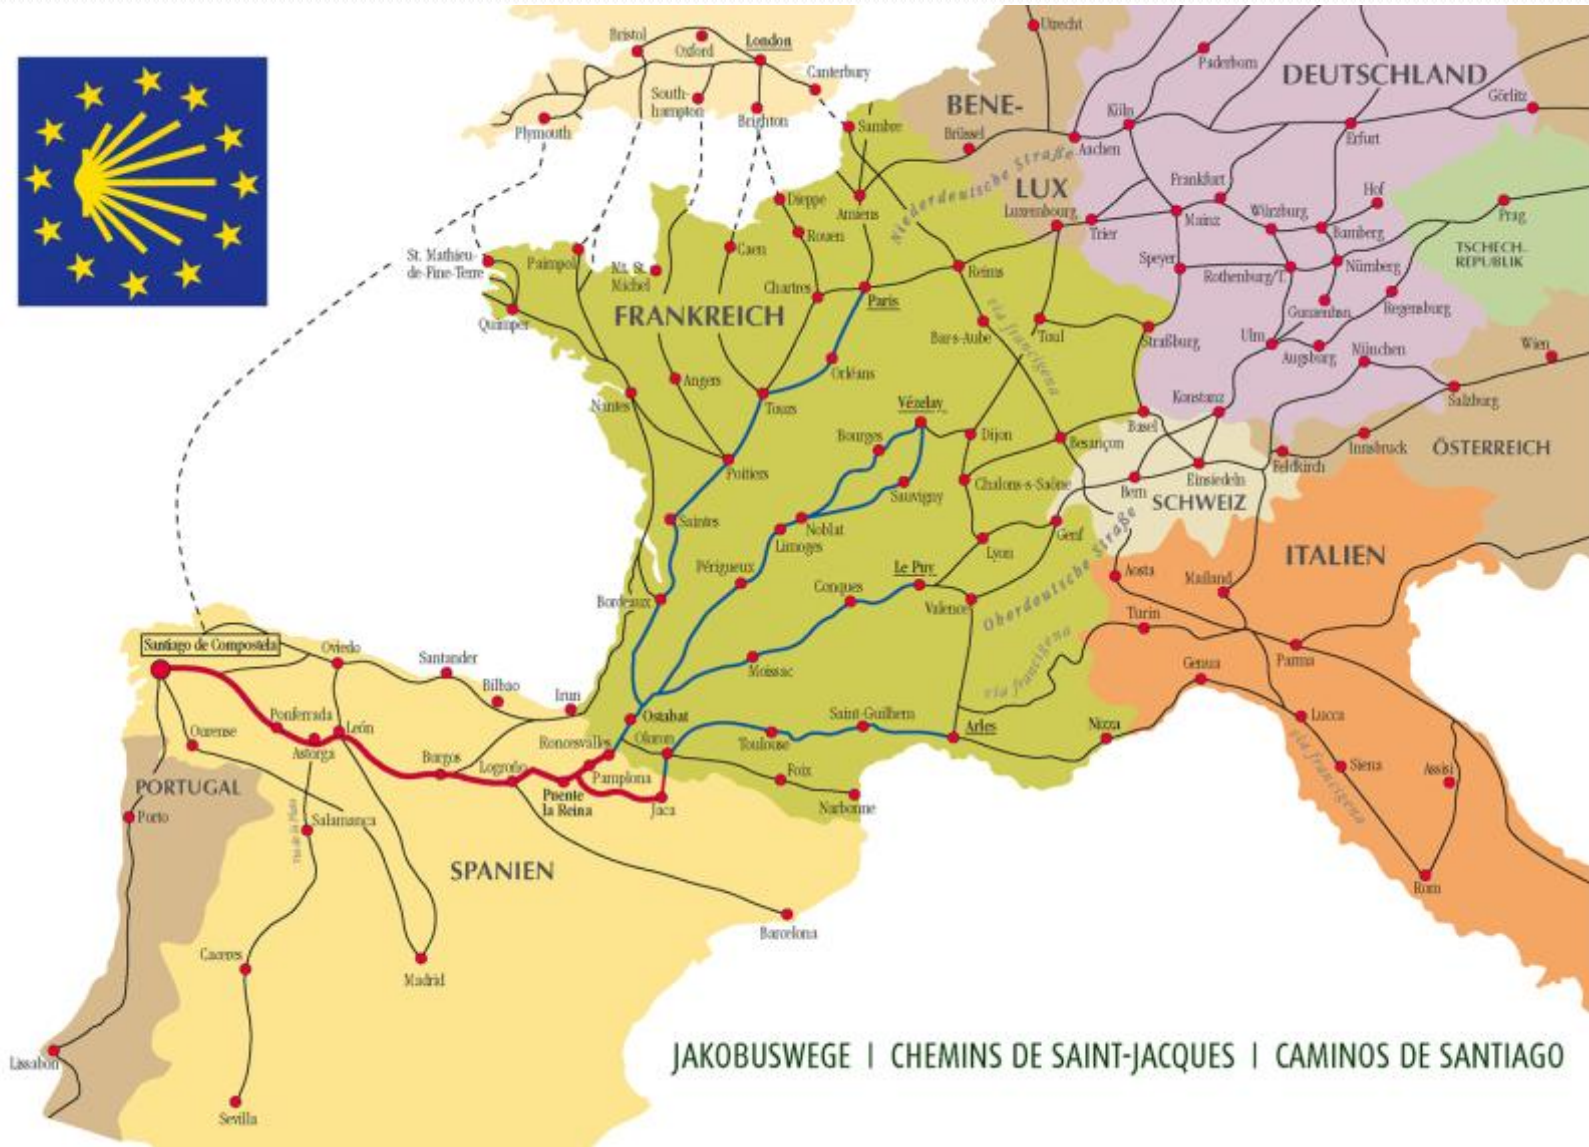 Utrecht
Bristol
Oxford
London
Paderborn
Canterbury
DEUTSCHLAND
South-
hampton
BENE-
Görlitz
Plymouth
Brighton
Sambre
Brüssel
Köln
Aachen
Erfurt
Niederdeutsche Straße
LUX
Frankfurt
Hof
Dieppe
Amiens
Luxembourg
Trier
Mainz
Würzburg
Bamberg
Prag
Rouen
St. Mathieu-
de-Fine-Terre
Paimpol
Mt. St.
Michel
Caen
Reims
Speyer
Rothenburg/T.
Nürnberg
TSCHECH.
REPUBLIK
Chartres
Paris
FRANKREICH
Quimper
via francigena
Bar-s-Aube
Toul
Straßburg
Gunzenhsn.
Regensburg
Ulm
Augsburg
München
Wien
Orléans
Angers
Nantes
Tours
Vézelay
Konstanz
Salzburg
Bourges
Dijon
Besançon
Basel
Innsbruck
ÖSTERREICH
Poitiers
Sauvigny
Chalons-s-Saône
Bern
Einsiedeln
Feldkirch
SCHWEIZ
Saintes
Noblat
Limoges
Lyon
Genf
Oberdeutsche Straße
ITALIEN
Périgueux
Conques
Le Puy
Valence
Aosta
Mailand
Bordeaux
Turin
Santiago de Compostela
Oviedo
Santander
Moissac
via francigena
Genua
Parma
Bilbao
Irun
Ponferrada
León
Ourense
Astorga
Ostabat
Saint-Guilhem
Arles
Nizza
Lucca
Roncesvalles
Oloron
Toulouse
via francigena
Burgos
Logroño
Pamplona
Foix
Siena
Assisi
PORTUGAL
Puente
la Reina
Jaca
Narbonne
Porto
Via de la Plata
Salamanca
SPANIEN
Rom
Barcelona
Caceres
Madrid
Lissabon
JAKOBUSWEGE | CHEMINS DE SAINT-JACQUES | CAMINOS DE SANTIAGO
Sevilla